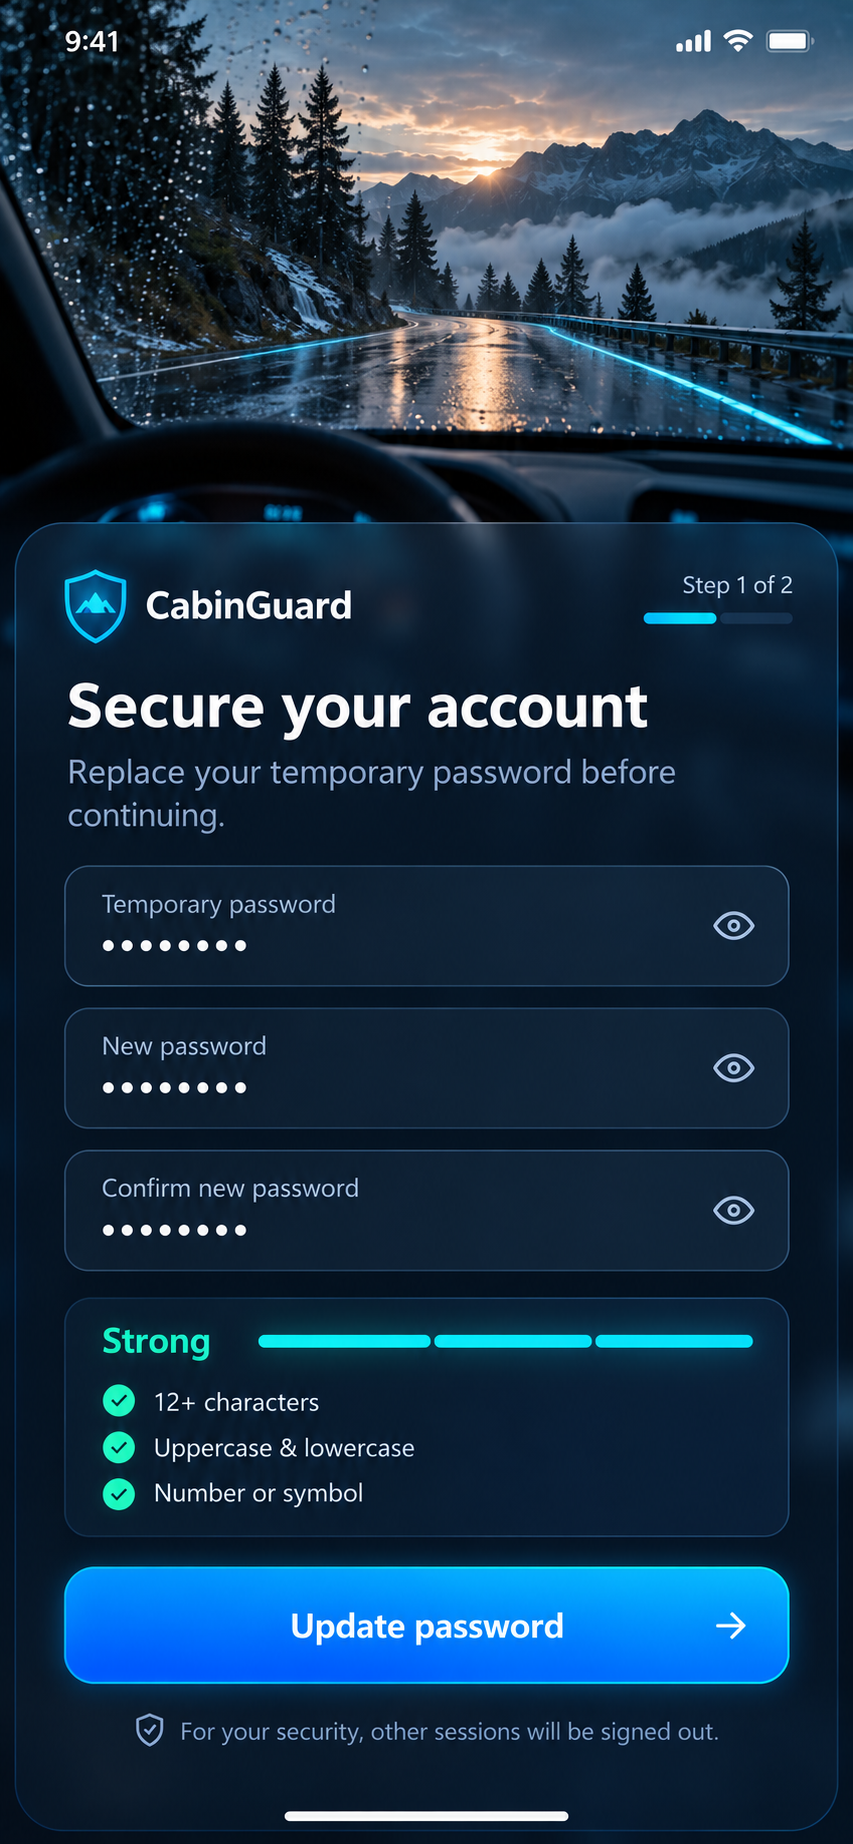 9:41
CabinGuard
Step 1 of 2
Secure your account
Replace your temporary password before
continuing.
Temporary password
••••••••
New password
••••••••
Confirm new password
••••••••
Strong
12+ characters
Uppercase & lowercase
Number or symbol
Update password
For your security, other sessions will be signed out.